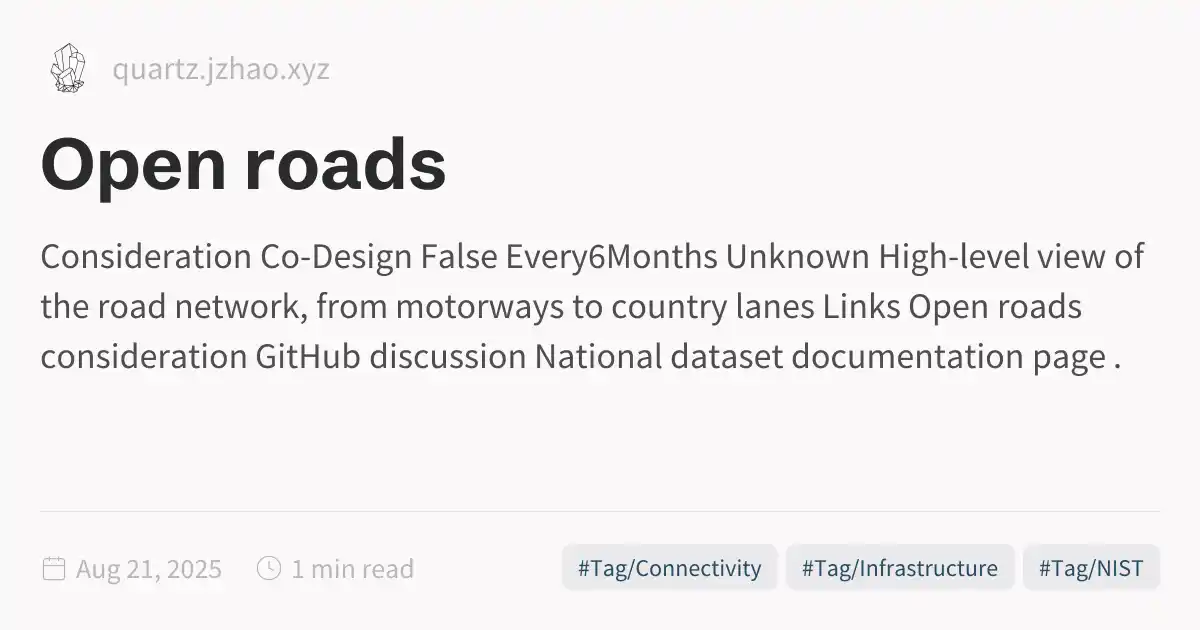 quartz.jzhao.xyz
Open roads
Consideration Co-Design False Every6Months Unknown High-level view of
the road network, from motorways to country lanes Links Open roads
consideration GitHub discussion National dataset documentation page .
Aug 21, 2025 1 min read #Tag/Connectivity #Tag/Infrastructure #Tag/NIST